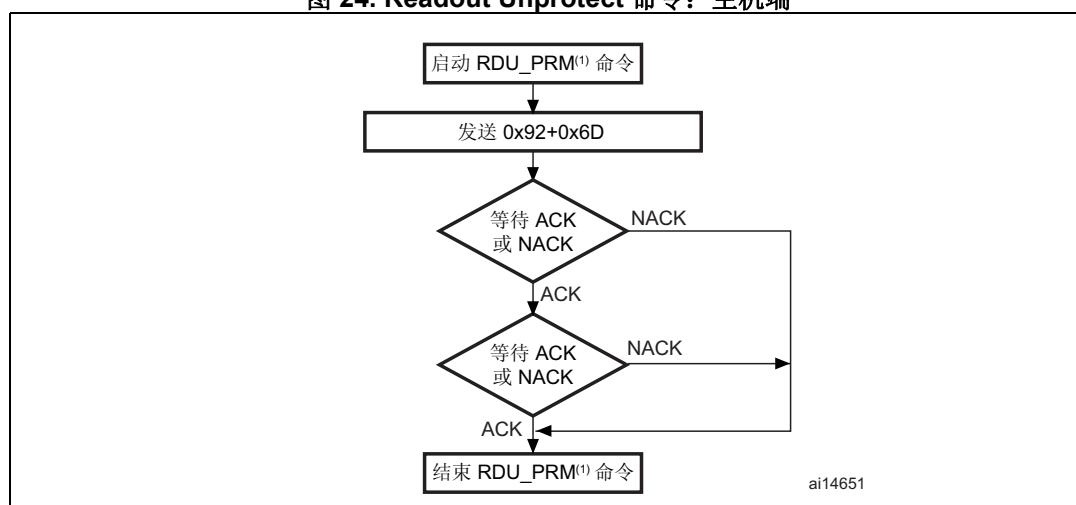 图 24. Readout Unprotect 命令：主机端
启动 RDU_PRM(1) 命令
发送 0x92+0x6D
等待 ACK
或 NACK
NACK
ACK
等待 ACK
或 NACK
NACK
ACK
结束 RDU_PRM(1) 命令
ai14651